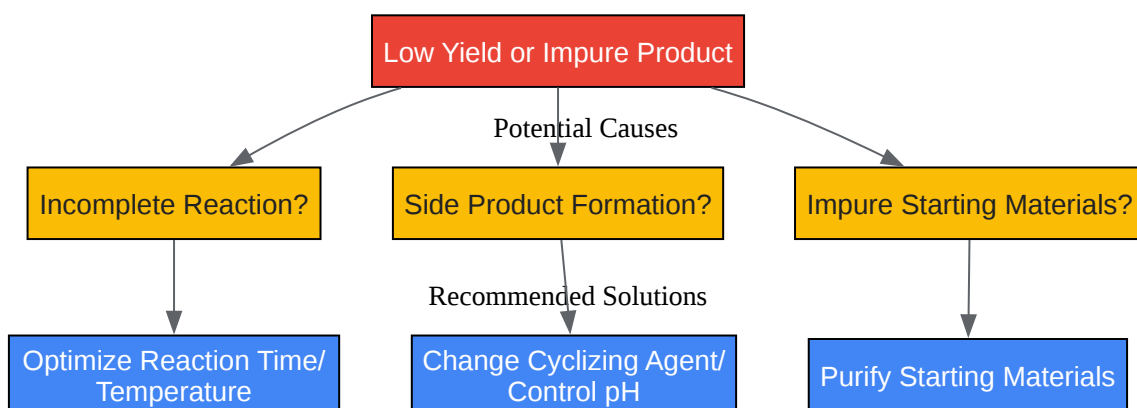 Low Yield or Impure Product
Potential Causes
Incomplete Reaction?
Side Product Formation?
Impure Starting Materials?
Recommended Solutions
Optimize Reaction Time/
Temperature
Change Cyclizing Agent/
Control pH
Purify Starting Materials